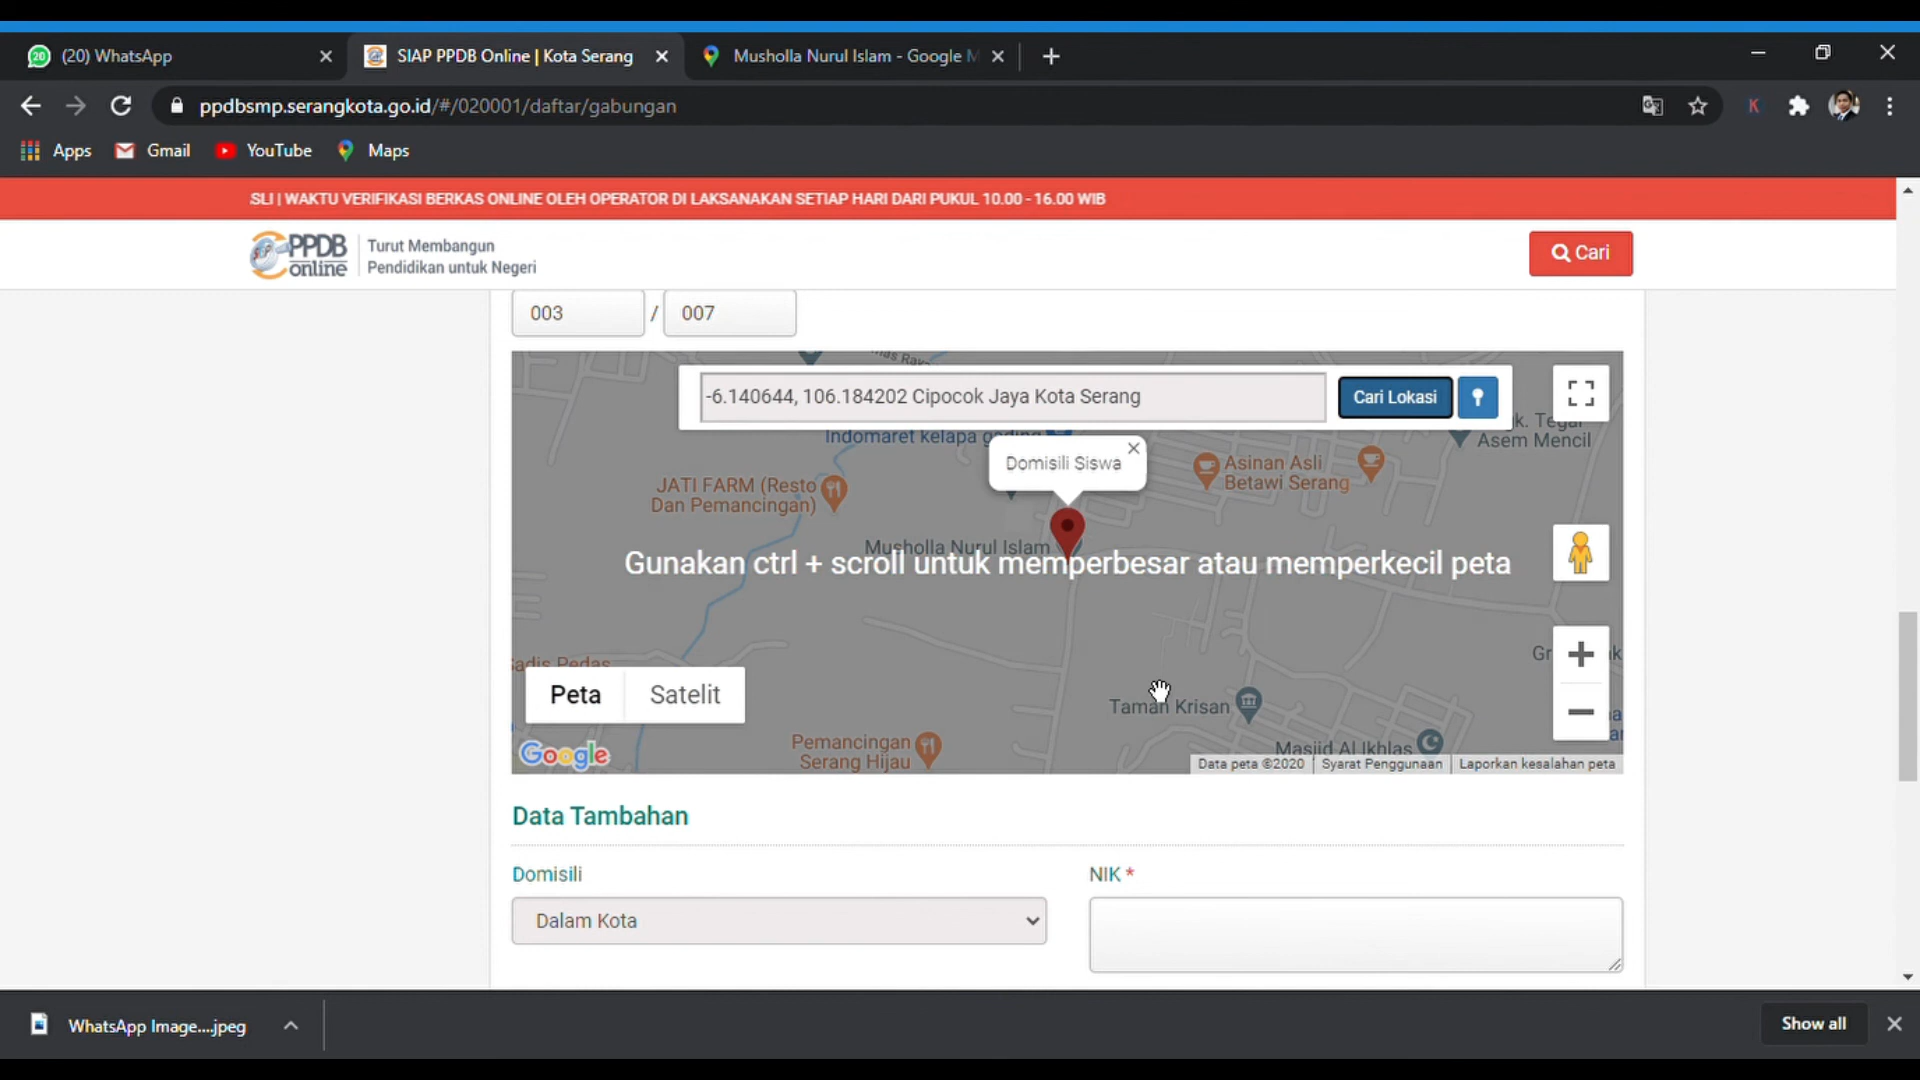 (20) WhatsApp
SIAP PPDB Online | Kota Serang
Musholla Nurul Islam - Google M
ppdbsmp.serangkota.go.id/#/020001/daftar/gabungan
K
Apps
Gmail
YouTube
Maps
SLI | WAKTU VERIFIKASI BERKAS ONLINE OLEH OPERATOR DI LAKSANAKAN SETIAP HARI DARI PUKUL 10.00 - 16.00 WIB
PPDB online
Turut Membangun
Pendidikan untuk Negeri
Cari
003 / 007
-6.140644, 106.184202 Cipocok Jaya Kota Serang
Cari Lokasi
Indomaret kelapa gading
Asem Mencil
Domisili Siswa
Asinan Asli
Betawi Serang
JATI FARM (Resto
Dan Pemancingan)
Musholla Nurul Islam
Gunakan ctrl + scroll untuk memperbesar atau memperkecil peta
Peta
Satelit
Taman Krisan
Pemancingan
Serang Hijau
Masjid Al Ikhlas
Google
Data peta ©2020
Syarat Penggunaan
Laporkan kesalahan peta
Data Tambahan
Domisili
NIK *
Dalam Kota
WhatsApp Image....jpeg
Show all